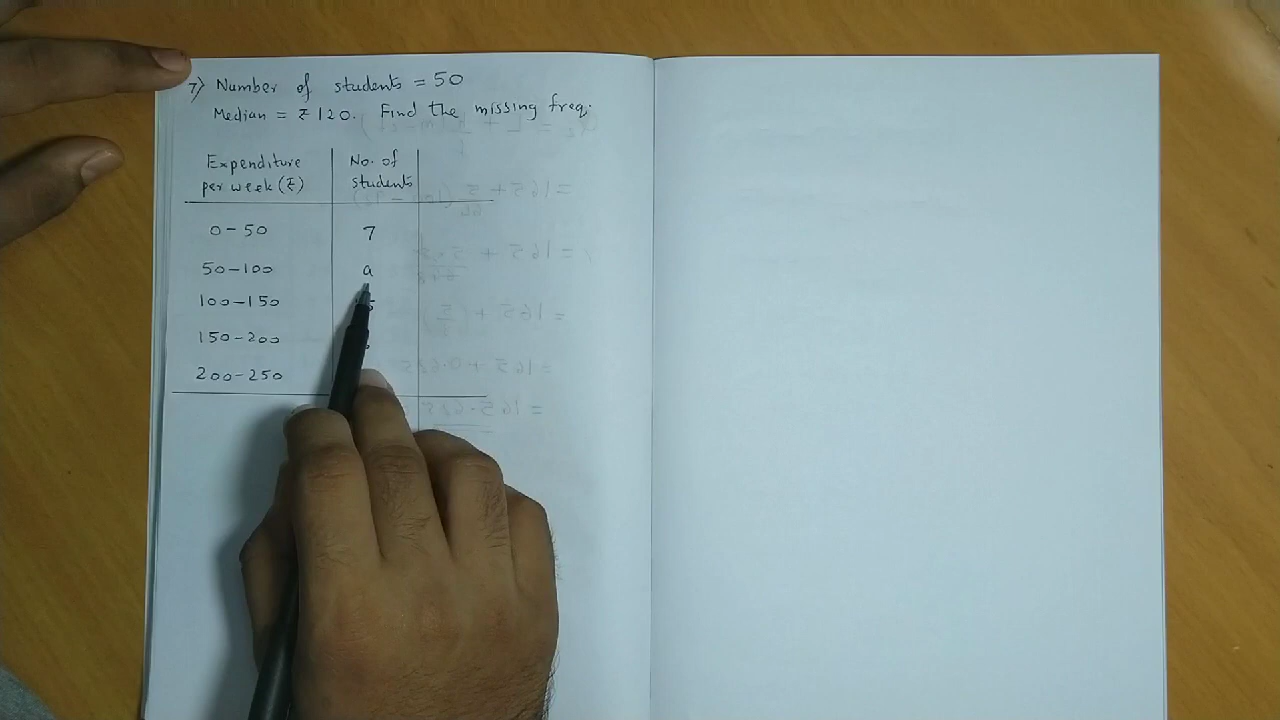 7) Number of students = 50
Median = ₹ 120. Find the missing freq.
Expenditure per week (₹)
No. of students
0-50 7
50-100 a
100-150
150-200
200-250